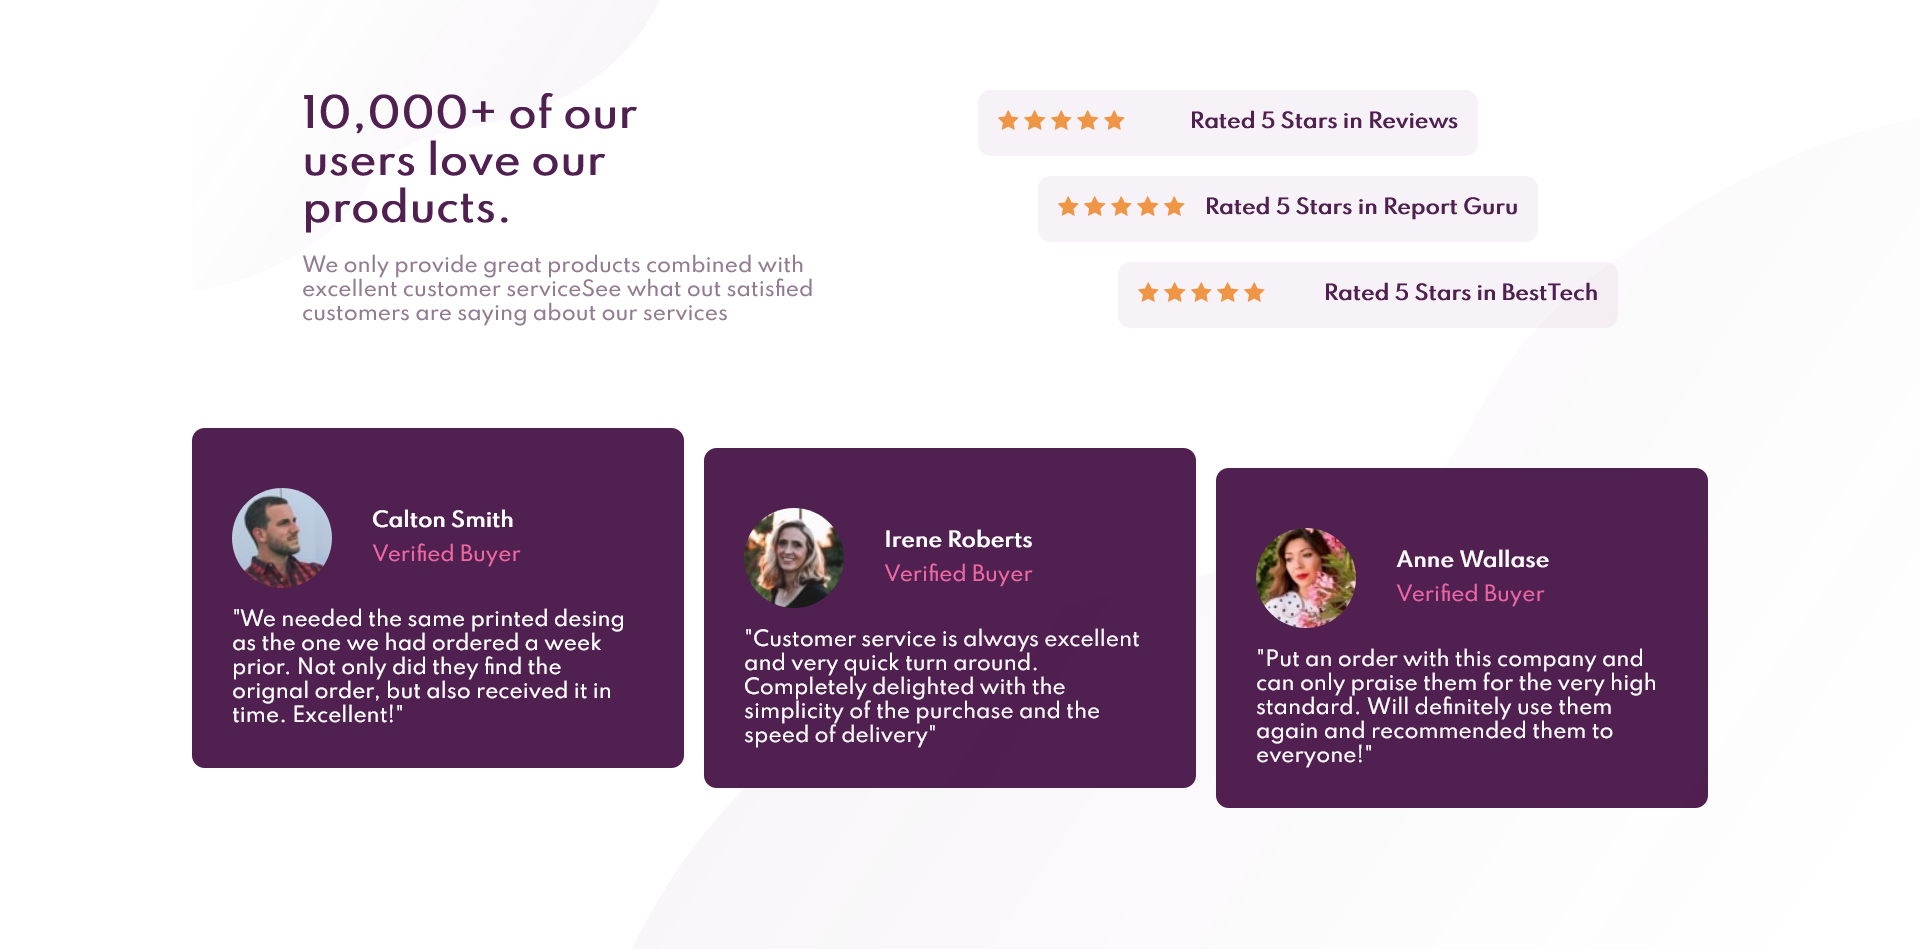 10,000+ of our
users love our
products.
We only provide great products combined with
excellent customer serviceSee what out satisfied
customers are saying about our services
Rated 5 Stars in Reviews
Rated 5 Stars in Report Guru
Rated 5 Stars in BestTech
Calton Smith
Verified Buyer
"We needed the same printed desing
as the one we had ordered a week
prior. Not only did they find the
orignal order, but also received it in
time. Excellent!"
Irene Roberts
Verified Buyer
"Customer service is always excellent
and very quick turn around.
Completely delighted with the
simplicity of the purchase and the
speed of delivery"
Anne Wallase
Verified Buyer
"Put an order with this company and
can only praise them for the very high
standard. Will definitely use them
again and recommended them to
everyone!"